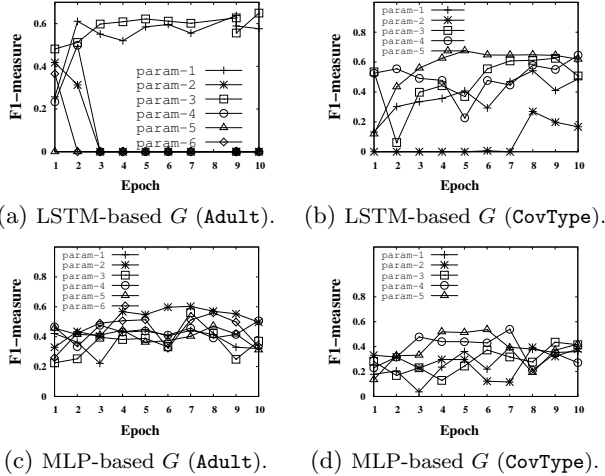 0.6
0.4
0.2
0
F1-measure
param-1
param-2
param-3
param-4
param-5
param-6
1 2 3 4 5 6 7 8 9 10
Epoch
(a) LSTM-based G (Adult).
1
0.8
0.6
0.4
0.2
0
F1-measure
param-1
param-2
param-3
param-4
param-5
1 2 3 4 5 6 7 8 9 10
Epoch
(b) LSTM-based G (CovType).
0.8
0.6
0.4
0.2
0
F1-measure
param-1
param-2
param-3
param-4
param-5
param-6
1 2 3 4 5 6 7 8 9 10
Epoch
(c) MLP-based G (Adult).
1
0.8
0.6
0.4
0.2
0
F1-measure
param-1
param-2
param-3
param-4
param-5
1 2 3 4 5 6 7 8 9 10
Epoch
(d) MLP-based G (CovType).